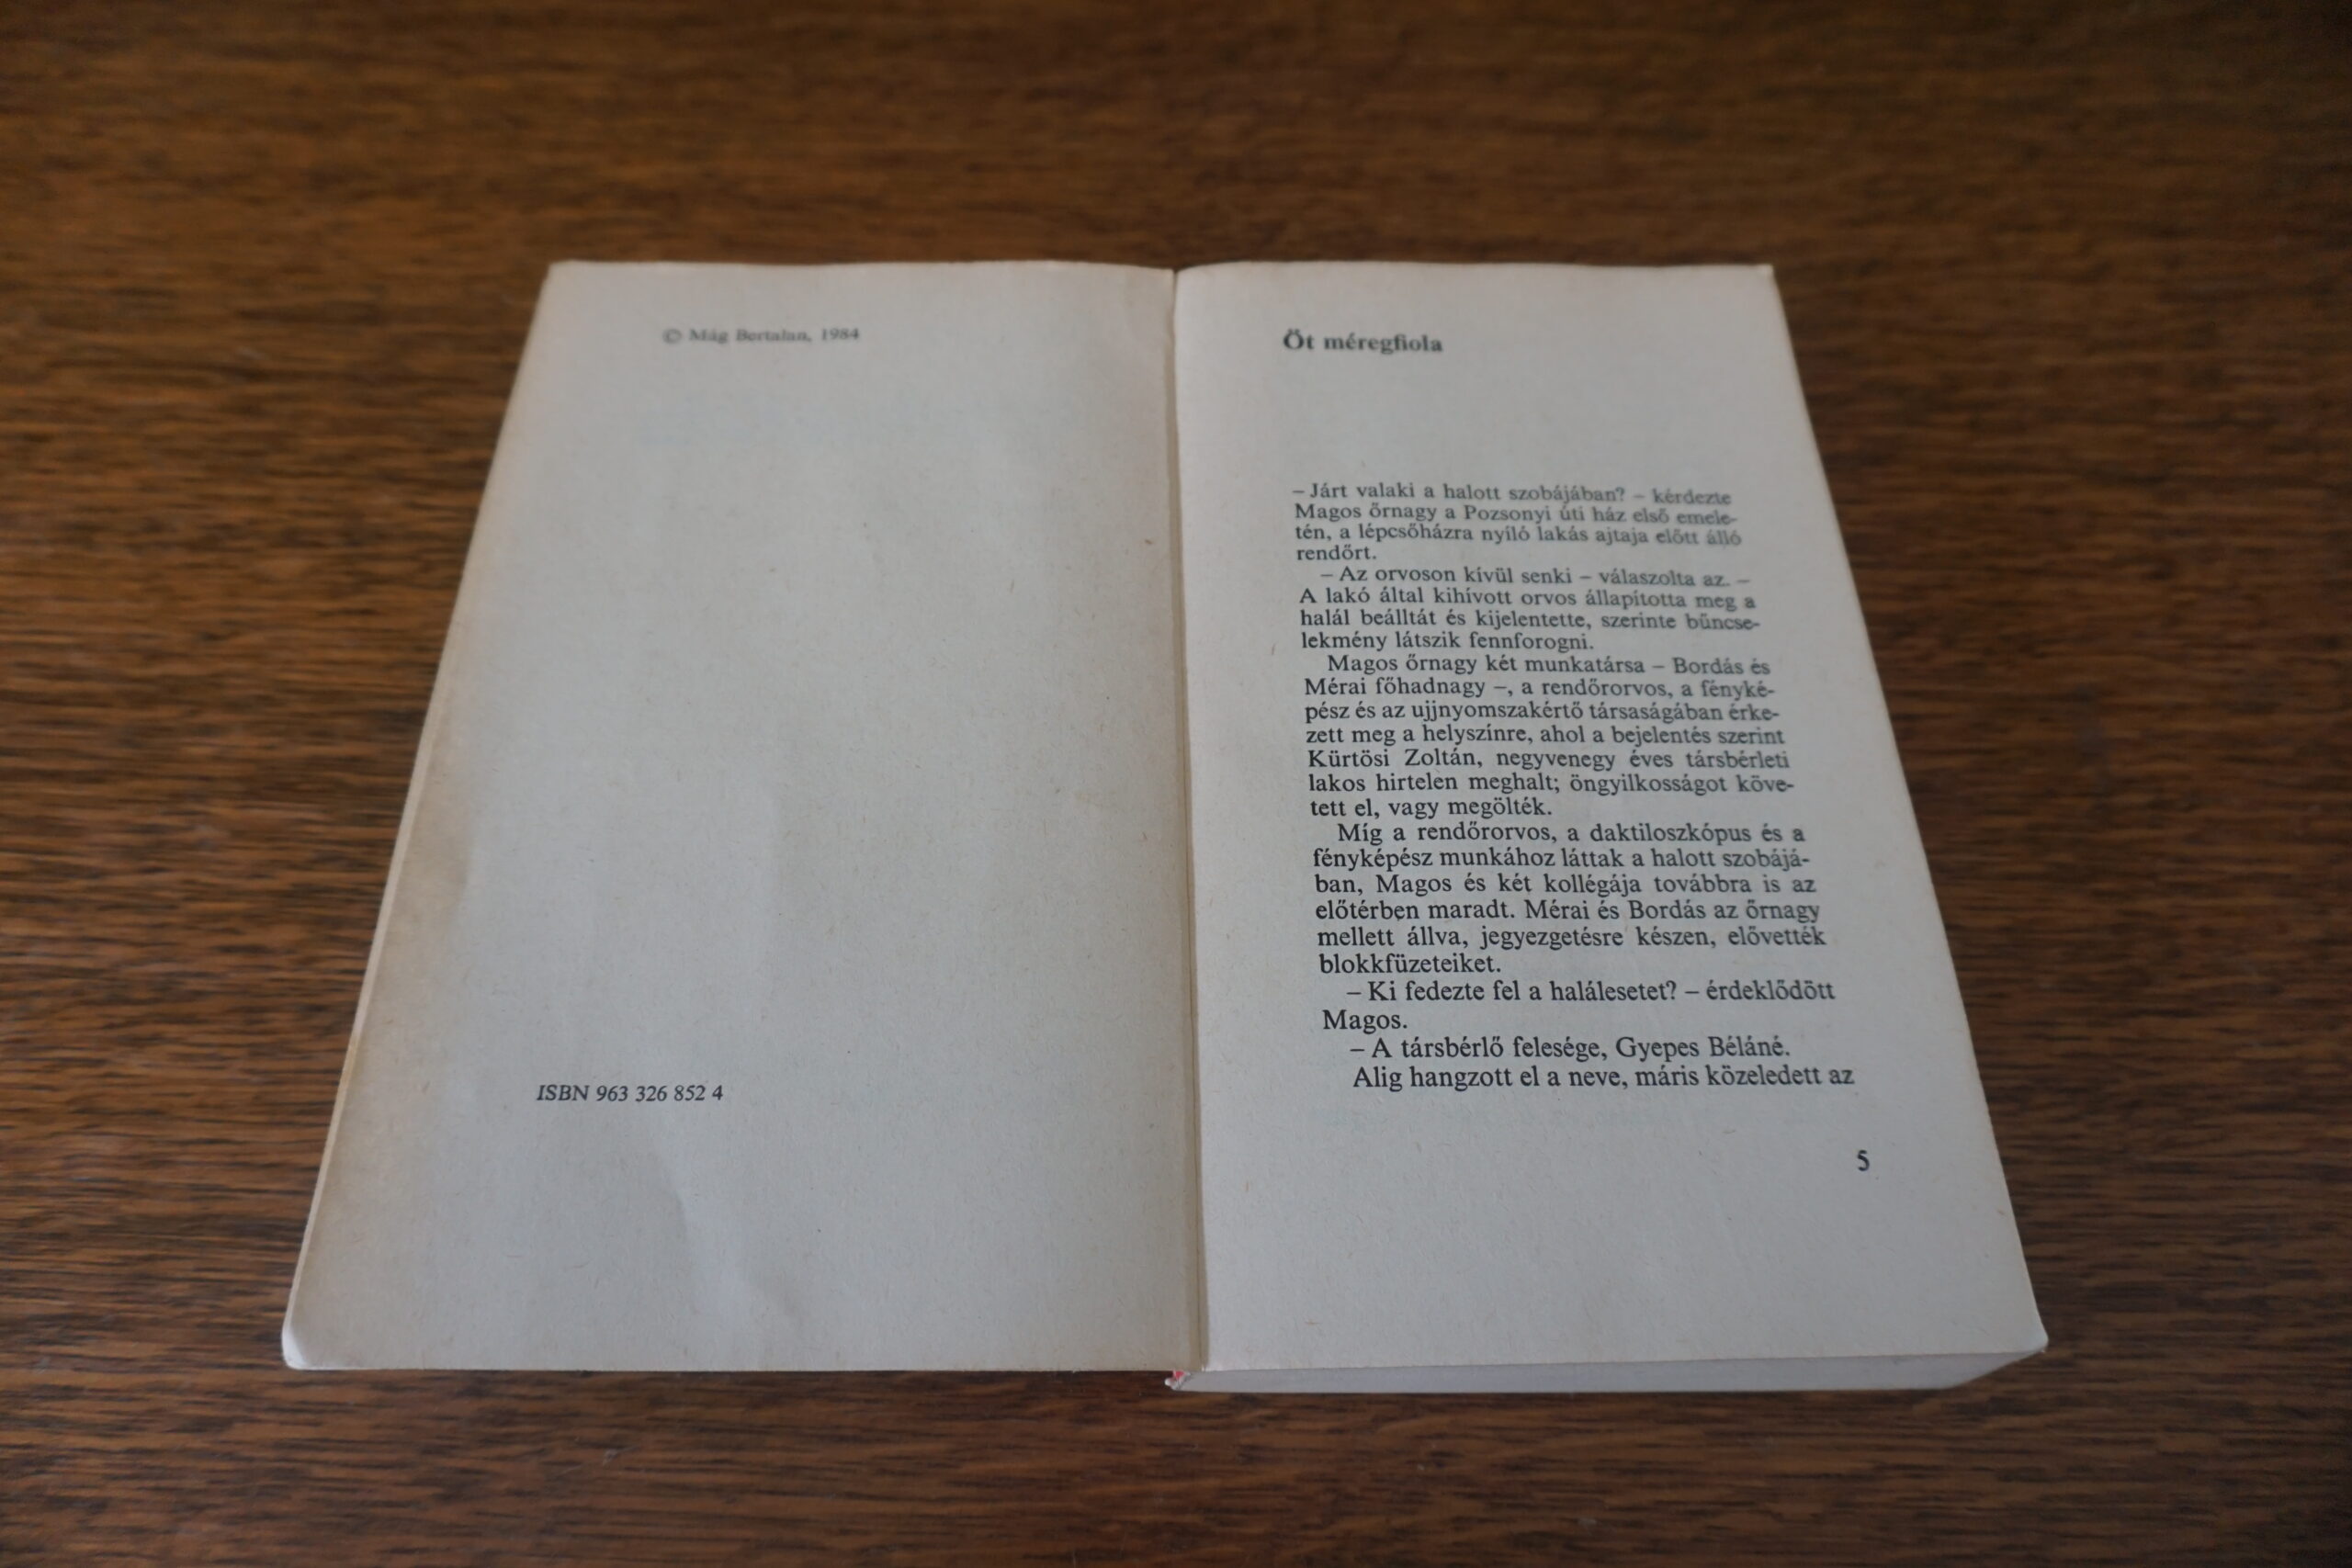 © Mág Bertalan, 1984
ISBN 963 326 852 4
Öt méregfiola
– Járt valaki a halott szobájában? – kérdezte
Magos őrnagy a Pozsonyi úti ház első emele-
tén, a lépcsőházra nyíló lakás ajtaja előtt álló
rendőrt.
– Az orvoson kívül senki – válaszolta az. –
A lakó által kihívott orvos állapította meg a
halál beálltát és kijelentette, szerinte bűncse-
lekmény látszik fennforogni.
Magos őrnagy két munkatársa – Bordás és
Mérai főhadnagy –, a rendőrorvos, a fényké-
pész és az ujjnyomszakértő társaságában érke-
zett meg a helyszínre, ahol a bejelentés szerint
Kürtösi Zoltán, negyvenegy éves társbérleti
lakos hirtelen meghalt; öngyilkosságot köve-
tett el, vagy megölték.
Míg a rendőrorvos, a daktiloszkópus és a
fényképész munkához láttak a halott szobájá-
ban, Magos és két kollégája továbbra is az
előtérben maradt. Mérai és Bordás az őrnagy
mellett állva, jegyezgetésre készen, elővették
blokkfüzeteiket.
– Ki fedezte fel a halálesetet? – érdeklődött
Magos.
– A társbérlő felesége, Gyepes Béláné.
Alig hangzott el a neve, máris közeledett az
5